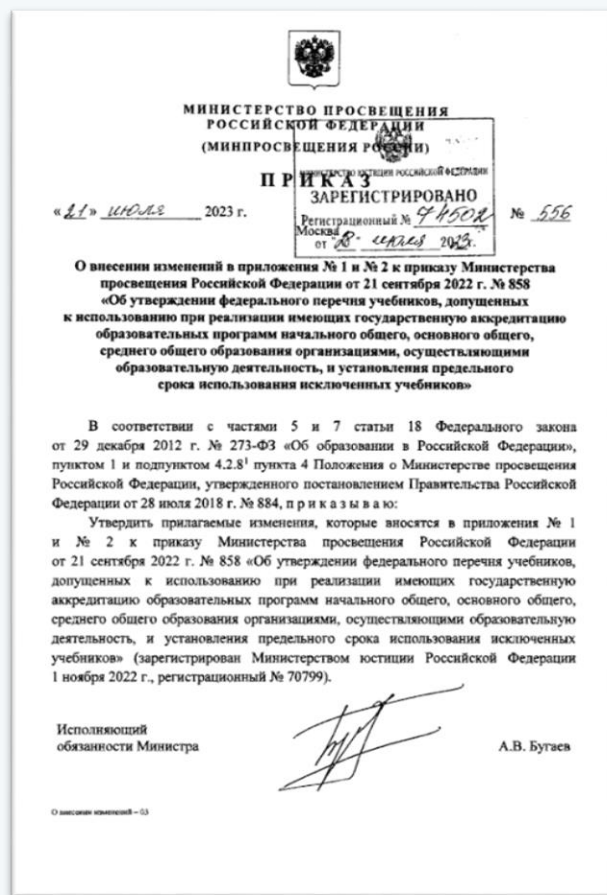 МИНИСТЕРСТВО ПРОСВЕЩЕНИЯ
РОССИЙСКОЙ ФЕДЕРАЦИИ
(МИНПРОСВЕЩЕНИЯ РОССИИ)
ПРИКАЗ
МИНИСТЕРСТВО ЮСТИЦИИ РОССИЙСКОЙ ФЕДЕРАЦИИ
ЗАРЕГИСТРИРОВАНО
Регистрационный № 74502
от "28" июля 2023г.
«21» июля 2023 г.
Москва
№ 556
О внесении изменений в приложения № 1 и № 2 к приказу Министерства
просвещения Российской Федерации от 21 сентября 2022 г. № 858
«Об утверждении федерального перечня учебников, допущенных
к использованию при реализации имеющих государственную аккредитацию
образовательных программ начального общего, основного общего,
среднего общего образования организациями, осуществляющими
образовательную деятельность, и установления предельного
срока использования исключенных учебников»
В соответствии с частями 5 и 7 статьи 18 Федерального закона
от 29 декабря 2012 г. № 273-ФЗ «Об образовании в Российской Федерации»,
пунктом 1 и подпунктом 4.2.8¹ пункта 4 Положения о Министерстве просвещения
Российской Федерации, утвержденного постановлением Правительства Российской
Федерации от 28 июля 2018 г. № 884, п р и к а з ы в а ю:
Утвердить прилагаемые изменения, которые вносятся в приложения № 1
и № 2 к приказу Министерства просвещения Российской Федерации
от 21 сентября 2022 г. № 858 «Об утверждении федерального перечня учебников,
допущенных к использованию при реализации имеющих государственную
аккредитацию образовательных программ начального общего, основного общего,
среднего общего образования организациями, осуществляющими образовательную
деятельность, и установления предельного срока использования исключенных
учебников» (зарегистрирован Министерством юстиции Российской Федерации
1 ноября 2022 г., регистрационный № 70799).
Исполняющий
обязанности Министра
А.В. Бугаев
О внесении изменений – 03